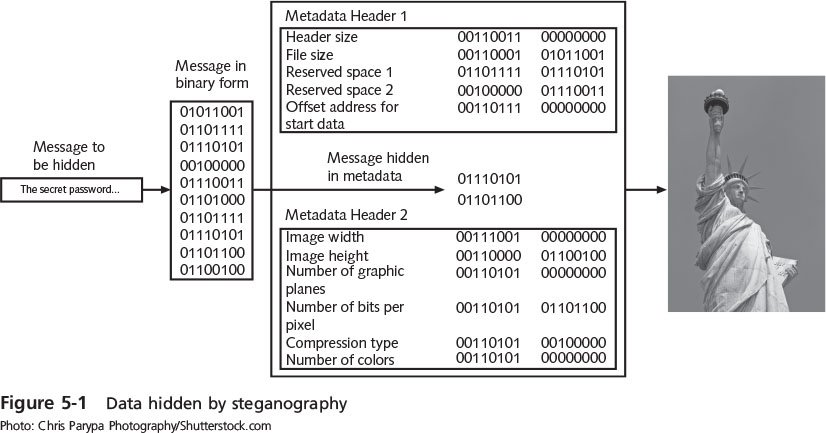 Message to
be hidden
The secret password...
Message in
binary form
01011001
01101111
01110101
00100000
01110011
01101000
01101111
01110101
01101100
01100100
Metadata Header 1
Header size 00110011 00000000
File size 00110001 01011001
Reserved space 1 01101111 01110101
Reserved space 2 00100000 01110011
Offset address for 00110111 00000000
start data
Message hidden
in metadata
01110101
01101100
Metadata Header 2
Image width 00111001 00000000
Image height 00110000 01100100
Number of graphic 00110101 00000000
planes
Number of bits per 00110101 01101100
pixel
Compression type 00110101 00100000
Number of colors 00110101 00000000
Figure 5-1 Data hidden by steganography
Photo: Chris Parypa Photography/Shutterstock.com